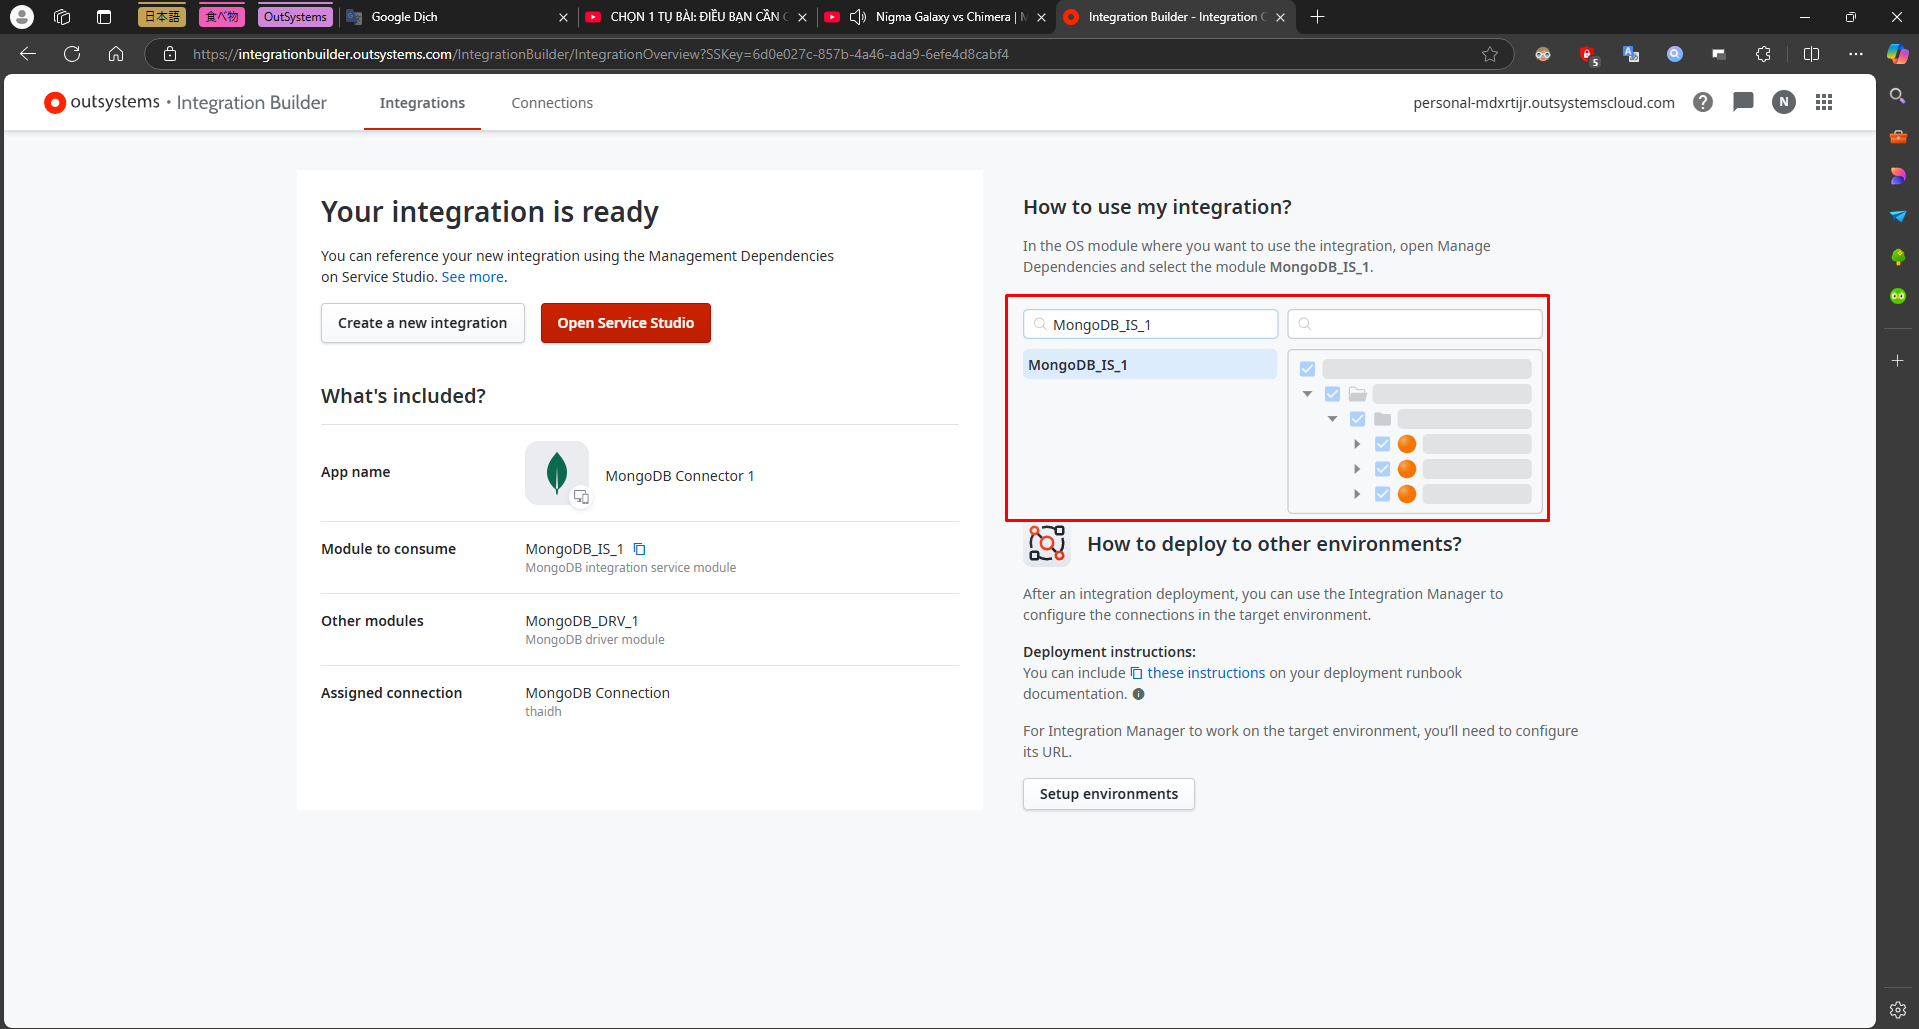 日本語
食べ物
OutSystems
Google Dịch
CHỌN 1 TỤ BÀI: ĐIỀU BẠN CẦN
Nigma Galaxy vs Chimera |
Integration Builder - Integration
https://integrationbuilder.outsystems.com/IntegrationBuilder/IntegrationOverview?SSKey=6d0e027c-857b-4a46-ada9-6efe4d8cabf4
5
outsystems · Integration Builder
Integrations
Connections
personal-mdxrtijr.outsystemscloud.com
N
Your integration is ready
You can reference your new integration using the Management Dependencies
on Service Studio. See more.
Create a new integration
Open Service Studio
What's included?
App name
MongoDB Connector 1
Module to consume
MongoDB_IS_1
MongoDB integration service module
Other modules
MongoDB_DRV_1
MongoDB driver module
Assigned connection
MongoDB Connection
thaidh
How to use my integration?
In the OS module where you want to use the integration, open Manage
Dependencies and select the module MongoDB_IS_1.
MongoDB_IS_1
MongoDB_IS_1
How to deploy to other environments?
After an integration deployment, you can use the Integration Manager to
configure the connections in the target environment.
Deployment instructions:
You can include these instructions on your deployment runbook
documentation.
For Integration Manager to work on the target environment, you’ll need to configure
its URL.
Setup environments